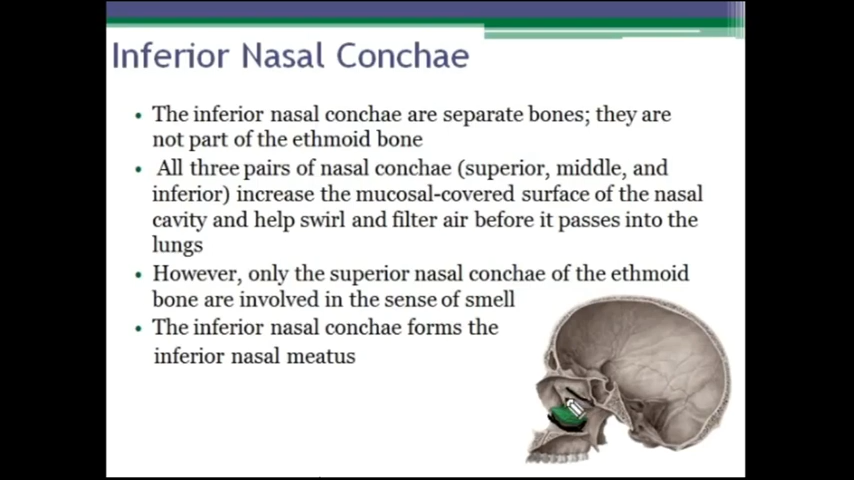 Inferior Nasal Conchae
• The inferior nasal conchae are separate bones; they are
not part of the ethmoid bone
• All three pairs of nasal conchae (superior, middle, and
inferior) increase the mucosal-covered surface of the nasal
cavity and help swirl and filter air before it passes into the
lungs
• However, only the superior nasal conchae of the ethmoid
bone are involved in the sense of smell
• The inferior nasal conchae forms the
inferior nasal meatus